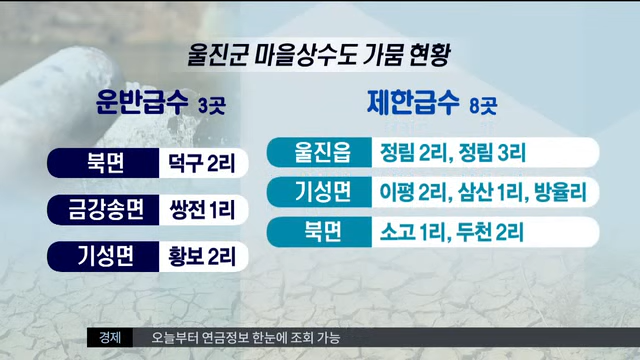 울진군 마을상수도 가뭄 현황
운반급수 3곳
북면 덕구 2리
금강송면 쌍전 1리
기성면 황보 2리
제한급수 8곳
울진읍 정림 2리, 정림 3리
기성면 이평 2리, 삼산 1리, 방율리
북면 소고 1리, 두천 2리
경제 오늘부터 연금정보 한눈에 조회 가능